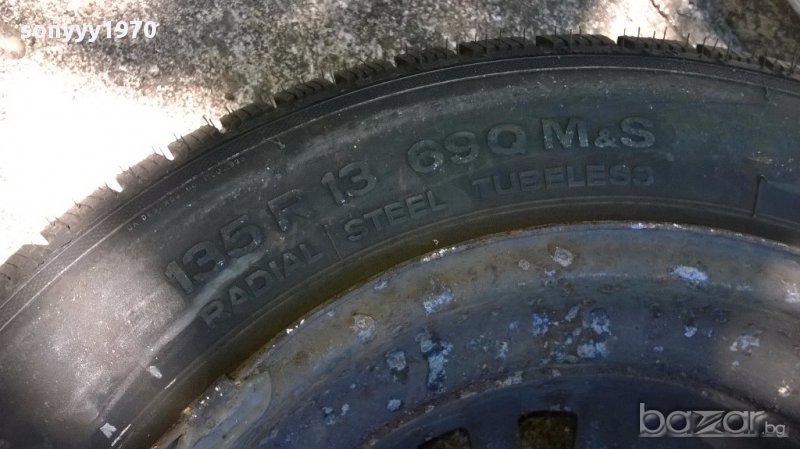 sonyyy1970
135 R 13 69Q M&S
RADIAL STEEL TUBELESS
bazar.bg